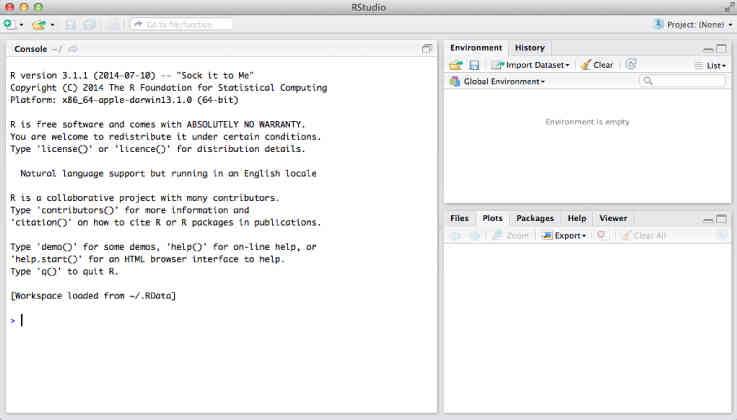 RStudio
Go to file/function
Project: (None)
Console ~/
R version 3.1.1 (2014-07-10) -- "Sock it to Me"
Copyright (C) 2014 The R Foundation for Statistical Computing
Platform: x86_64-apple-darwin13.1.0 (64-bit)
R is free software and comes with ABSOLUTELY NO WARRANTY.
You are welcome to redistribute it under certain conditions.
Type 'license()' or 'licence()' for distribution details.
Natural language support but running in an English locale
R is a collaborative project with many contributors.
Type 'contributors()' for more information and
'citation()' on how to cite R or R packages in publications.
Type 'demo()' for some demos, 'help()' for on-line help, or
'help.start()' for an HTML browser interface to help.
Type 'q()' to quit R.
[Workspace loaded from ~/.RData]
>
Environment History
Import Dataset Clear List
Global Environment
Environment is empty
Files Plots Packages Help Viewer
Zoom Export Clear All